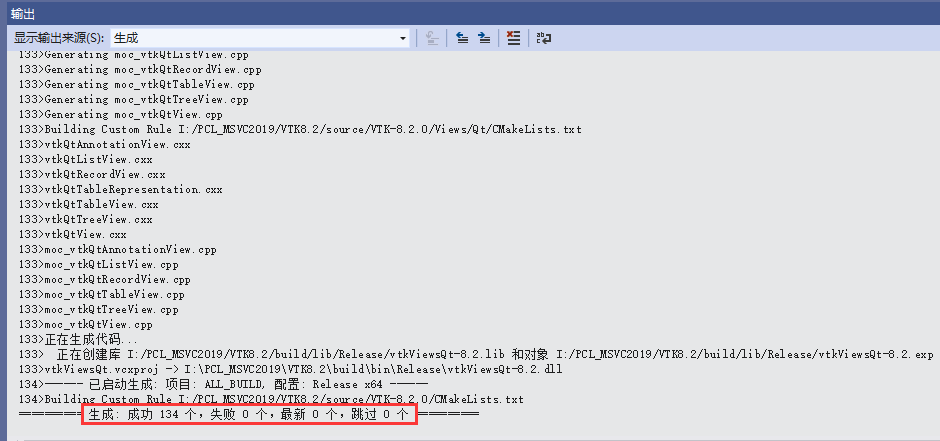 输出
显示输出来源(S): 生成
133>Generating moc_vtkQtListView.cpp
133>Generating moc_vtkQtRecordView.cpp
133>Generating moc_vtkQtTableView.cpp
133>Generating moc_vtkQtTreeView.cpp
133>Generating moc_vtkQtView.cpp
133>Building Custom Rule I:/PCL_MSVC2019/VTK8.2/source/VTK-8.2.0/Views/Qt/CMakeLists.txt
133>vtkQtAnnotationView.cxx
133>vtkQtListView.cxx
133>vtkQtRecordView.cxx
133>vtkQtTableRepresentation.cxx
133>vtkQtTableView.cxx
133>vtkQtTreeView.cxx
133>vtkQtView.cxx
133>moc_vtkQtAnnotationView.cpp
133>moc_vtkQtListView.cpp
133>moc_vtkQtRecordView.cpp
133>moc_vtkQtTableView.cpp
133>moc_vtkQtTreeView.cpp
133>moc_vtkQtView.cpp
133>正在生成代码...
133>  正在创建库 I:/PCL_MSVC2019/VTK8.2/build/lib/Release/vtkViewsQt-8.2.lib 和对象 I:/PCL_MSVC2019/VTK8.2/build/lib/Release/vtkViewsQt-8.2.exp
133>vtkViewsQt.vcxproj -> I:\PCL_MSVC2019\VTK8.2\build\bin\Release\vtkViewsQt-8.2.dll
134>------ 已启动生成: 项目: ALL_BUILD, 配置: Release x64 ------
134>Building Custom Rule I:/PCL_MSVC2019/VTK8.2/source/VTK-8.2.0/CMakeLists.txt
========== 生成: 成功 134 个，失败 0 个，最新 0 个，跳过 0 个 ==========